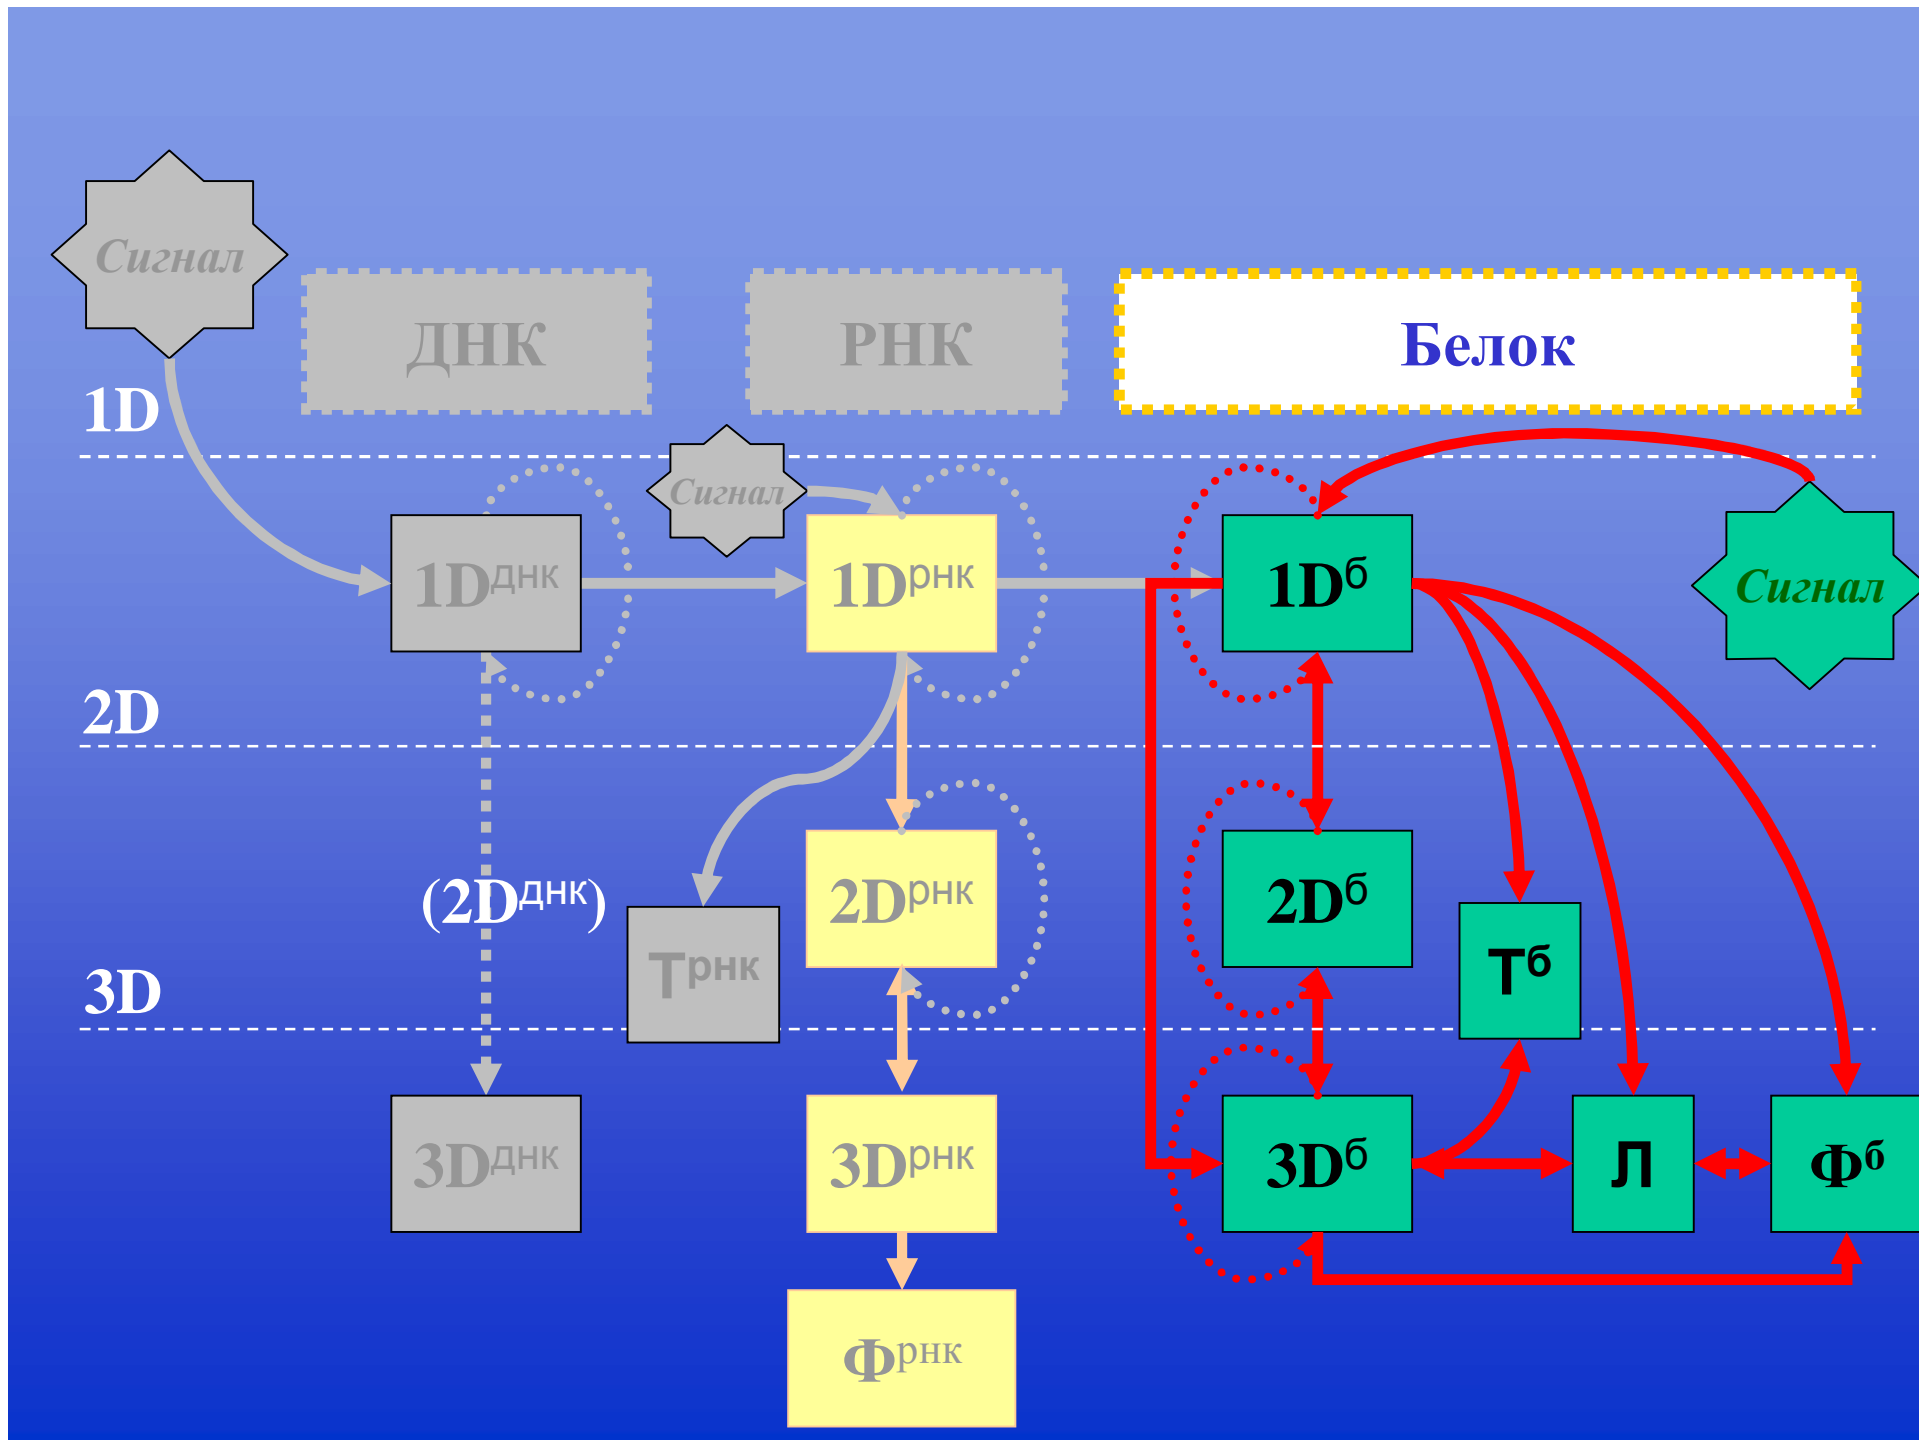 Сигнал
ДНК
РНК
Белок
1D
Сигнал
1Dднк
1Dрнк
1Dб
Сигнал
2D
(2Dднк)
2Dрнк
2Dб
Трнк
Тб
3D
3Dднк
3Dрнк
3Dб
Л
Фб
Фрнк